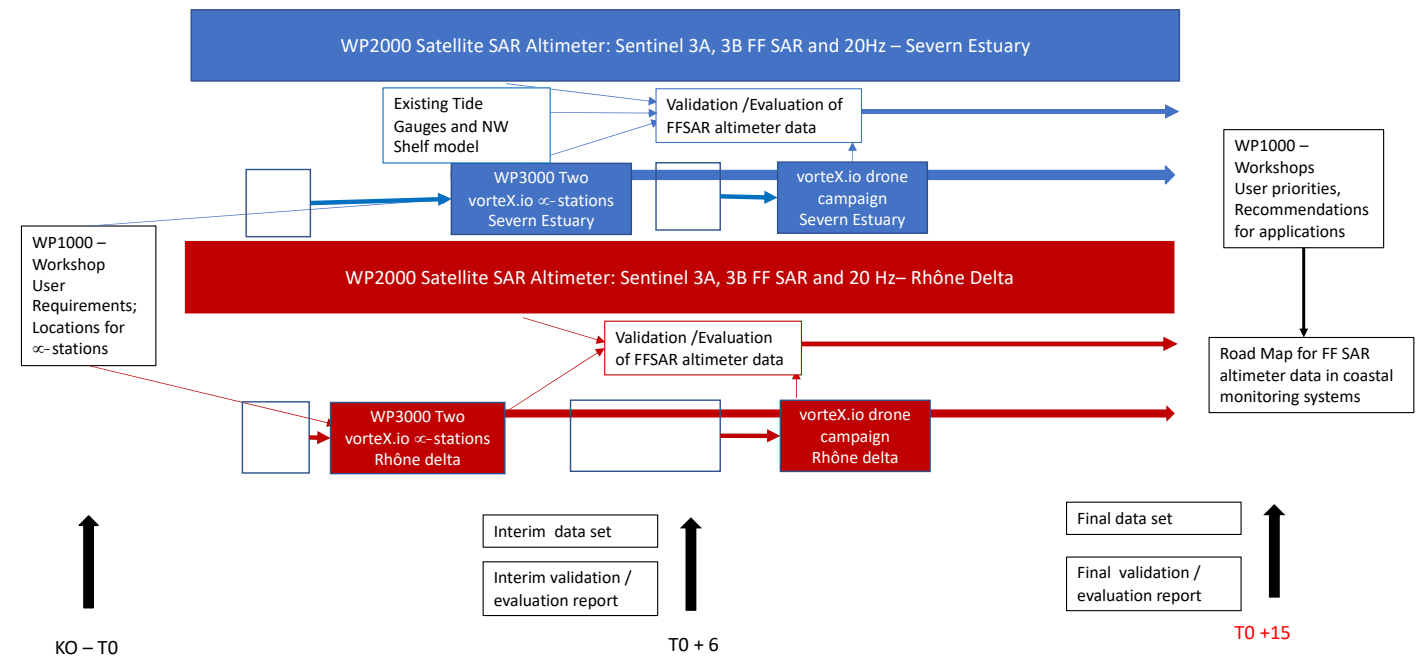 WP2000 Satellite SAR Altimeter: Sentinel 3A, 3B FF SAR and 20Hz – Severn Estuary
Existing Tide
Gauges and NW
Shelf model
Validation /Evaluation of
FFSAR altimeter data
WP3000 Two
vorteX.io ∝-stations
Severn Estuary
vorteX.io drone
campaign
Severn Estuary
WP1000 –
Workshop
User
Requirements;
Locations for
∝-stations
WP2000 Satellite SAR Altimeter: Sentinel 3A, 3B FF SAR and 20 Hz– Rhône Delta
Validation /Evaluation
of FFSAR altimeter data
WP3000 Two
vorteX.io ∝-stations
Rhône delta
vorteX.io drone
campaign
Rhône delta
WP1000 –
Workshops
User priorities,
Recommendations
for applications
Road Map for FF SAR
altimeter data in coastal
monitoring systems
Interim data set
Interim validation /
evaluation report
Final data set
Final validation /
evaluation report
KO – T0
T0 + 6
T0 +15